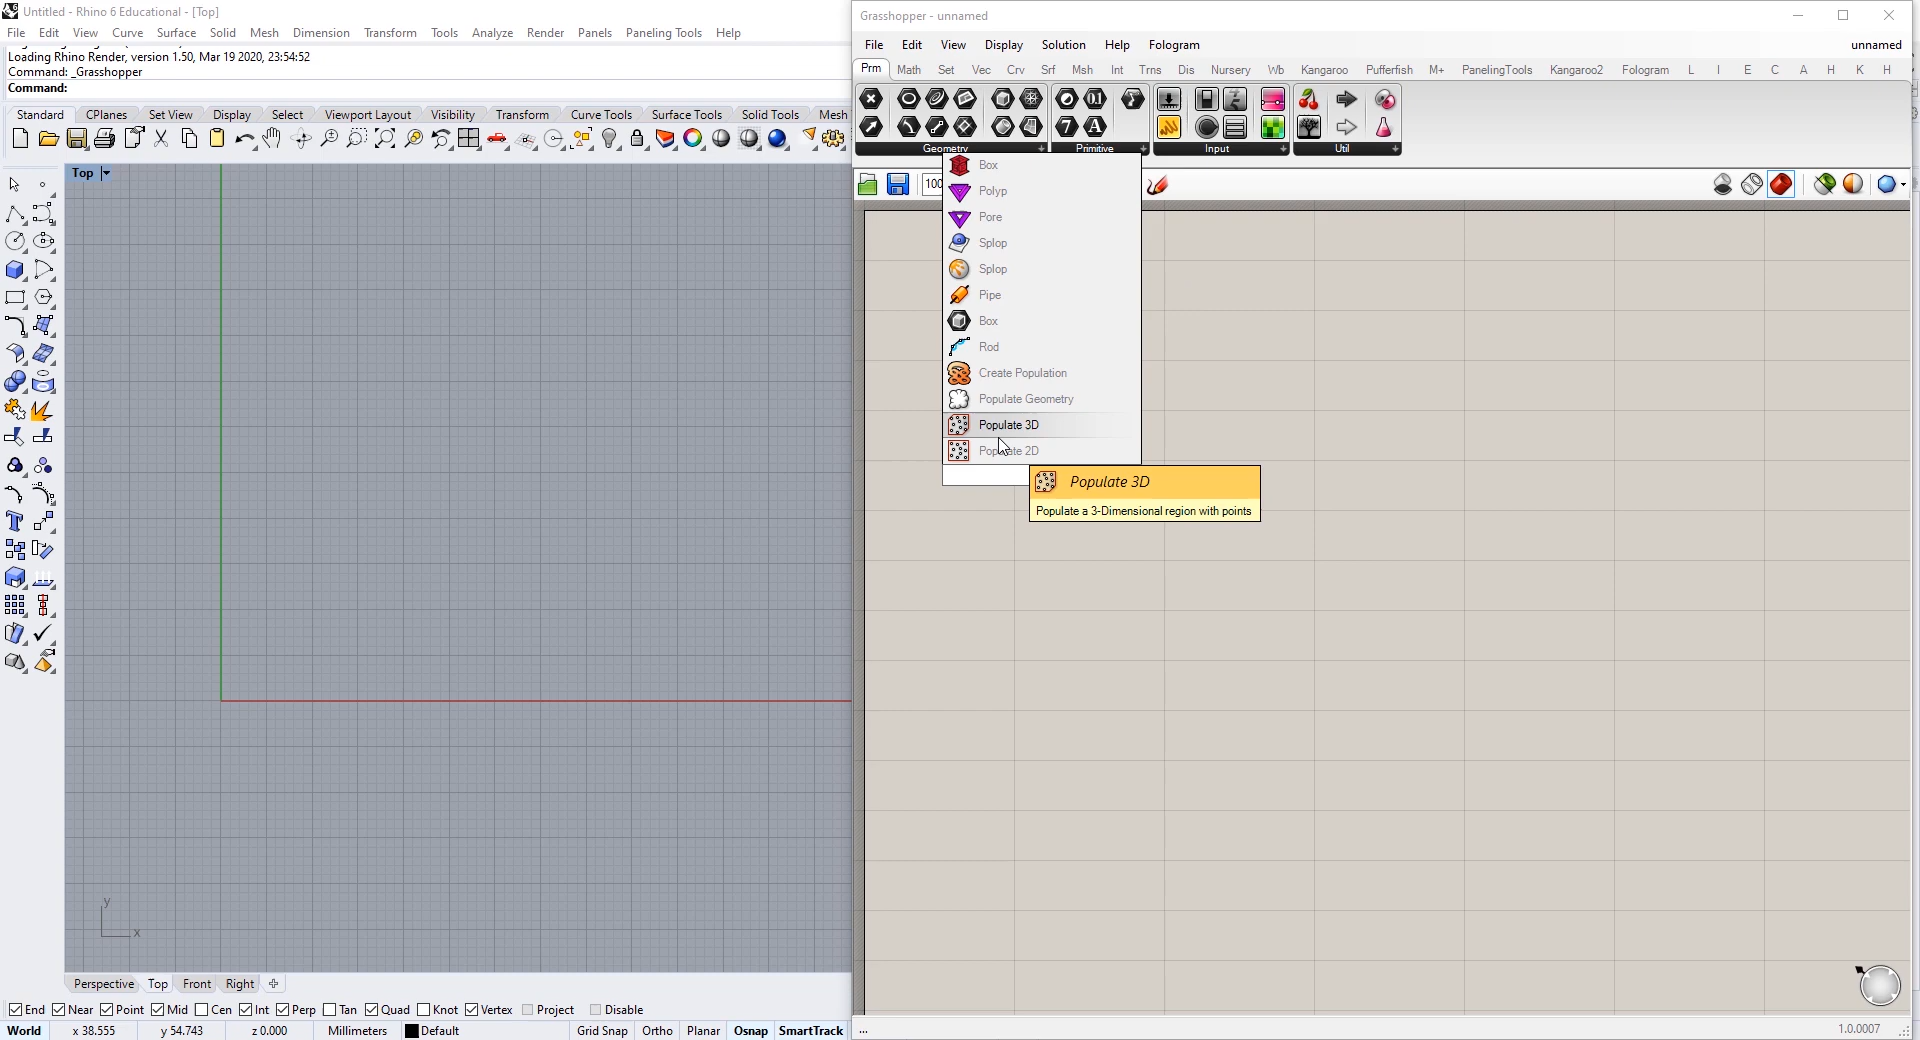 Untitled - Rhino 6 Educational - [Top]
File Edit View Curve Surface Solid Mesh Dimension Transform Tools Analyze Render Panels Paneling Tools Help
Loading Rhino Render, version 1.50, Mar 19 2020, 23:54:52
Command: _Grasshopper
Command:
Standard CPlanes Set View Display Select Viewport Layout Visibility Transform Curve Tools Surface Tools Solid Tools Mesh
Top
y
x
Perspective Top Front Right
End Near Point Mid Cen Int Perp Tan Quad Knot Vertex Project Disable
World x 38.555 y 54.743 z 0.000 Millimeters Default Grid Snap Ortho Planar Osnap SmartTrack
Grasshopper - unnamed
File Edit View Display Solution Help Fologram unnamed
Prm Math Set Vec Crv Srf Msh Int Trns Dis Nursery Wb Kangaroo Pufferfish M+ PanelingTools Kangaroo2 Fologram L I E C A H K H
Geometry Primitive Input Util
100
Box
Polyp
Pore
Splop
Splop
Pipe
Box
Rod
Create Population
Populate Geometry
Populate 3D
Populate 2D
Populate 3D
Populate a 3-Dimensional region with points
... 1.0.0007